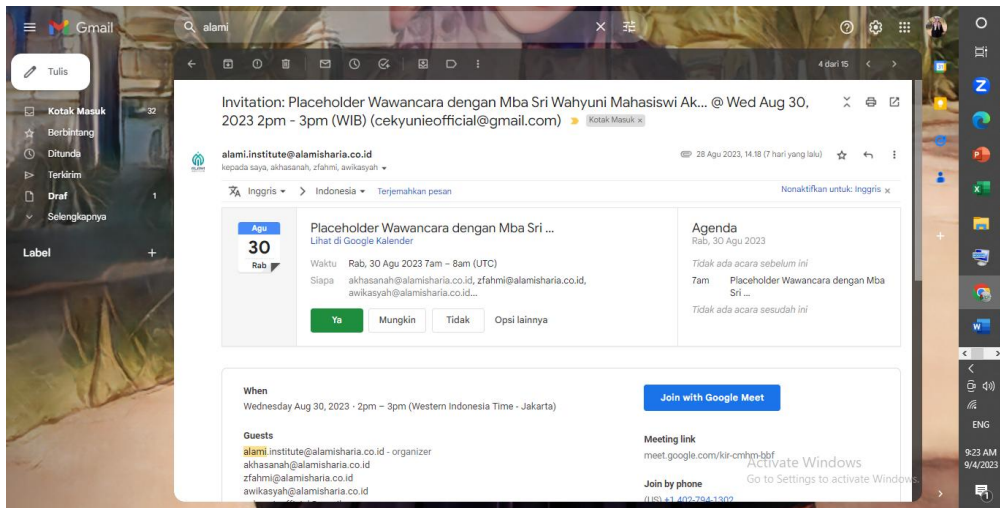 Gmail
alami
Tulis
4 dari 15
Kotak Masuk 32
Berbintang
Ditunda
Terkirim
Draf 1
Selengkapnya
Label
Invitation: Placeholder Wawancara dengan Mba Sri Wahyuni Mahasiswi Ak... @ Wed Aug 30,
2023 2pm - 3pm (WIB) (cekyunieofficial@gmail.com) Kotak Masuk x
alami.institute@alamisharia.co.id
28 Agu 2023, 14.18 (7 hari yang lalu)
kepada saya, akhasanah, zfahmi, awikasyah
Inggris > Indonesia Terjemahkan pesan
Nonaktifkan untuk: Inggris x
Agu
30
Rab
Placeholder Wawancara dengan Mba Sri ...
Lihat di Google Kalender
Waktu Rab, 30 Agu 2023 7am – 8am (UTC)
Siapa akhasanah@alamisharia.co.id, zfahmi@alamisharia.co.id,
awikasyah@alamisharia.co.id...
Ya Mungkin Tidak Opsi lainnya
Agenda
Rab, 30 Agu 2023
Tidak ada acara sebelum ini
7am Placeholder Wawancara dengan Mba
Sri ...
Tidak ada acara sesudah ini
When
Wednesday Aug 30, 2023 · 2pm – 3pm (Western Indonesia Time - Jakarta)
Guests
alami.institute@alamisharia.co.id - organizer
akhasanah@alamisharia.co.id
zfahmi@alamisharia.co.id
awikasyah@alamisharia.co.id
Join with Google Meet
Meeting link
meet.google.com/kir-cmhm-bbf
Join by phone
(US) +1 402-794-1302
Activate Windows
Go to Settings to activate Windows.
ENG
9:23 AM
9/4/2023